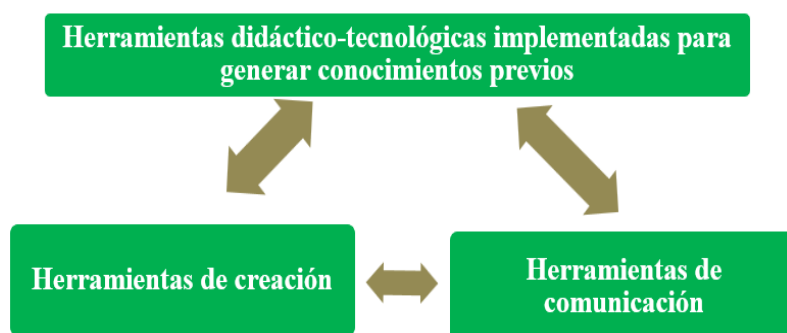 Herramientas didáctico-tecnológicas implementadas para
generar conocimientos previos
Herramientas de creación
Herramientas de
comunicación